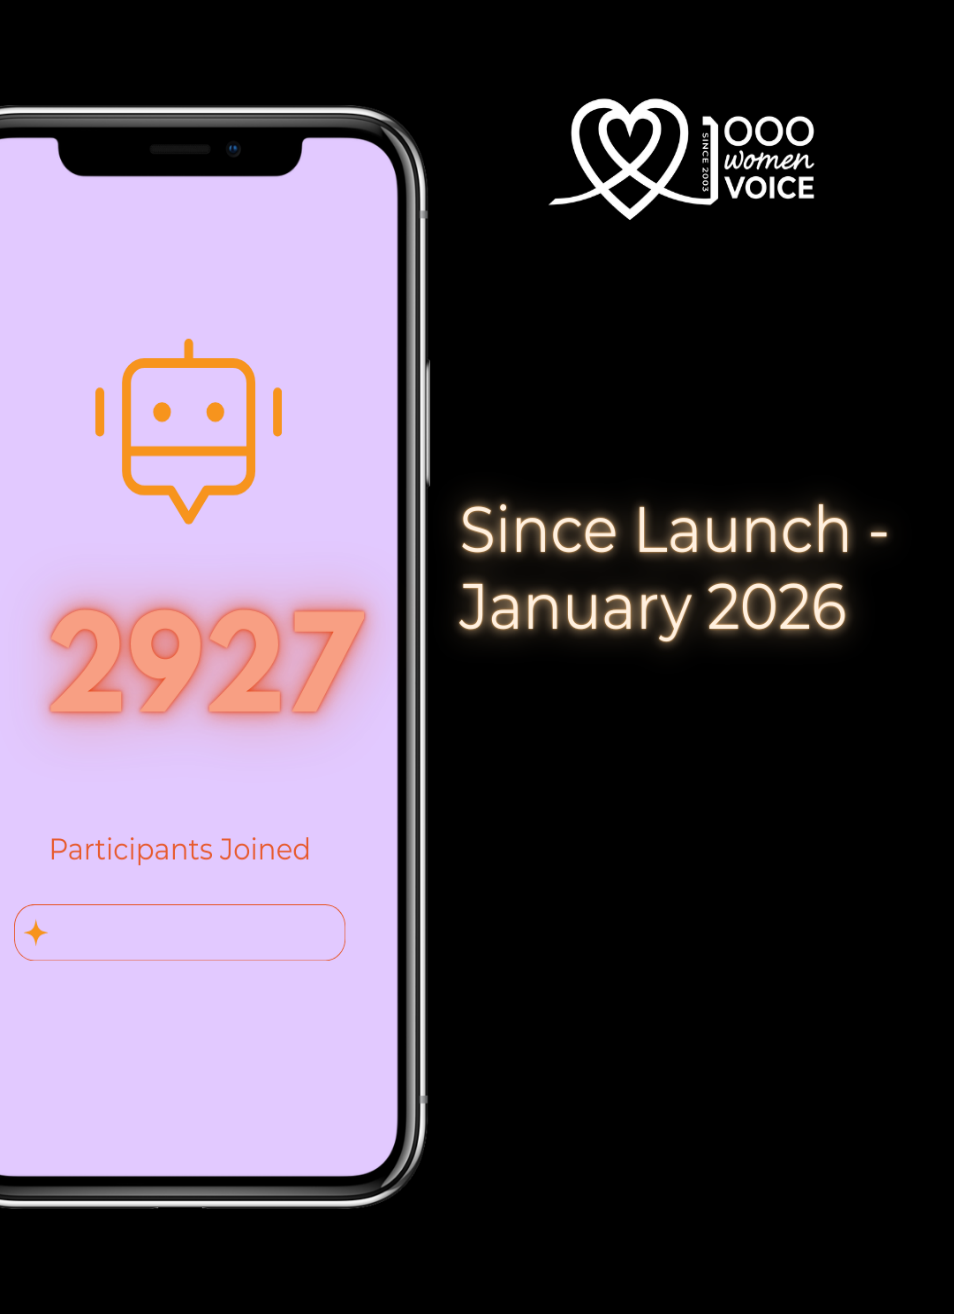 1000
women
VOICE
SINCE 2003
2927
Since Launch -
January 2026
Participants Joined